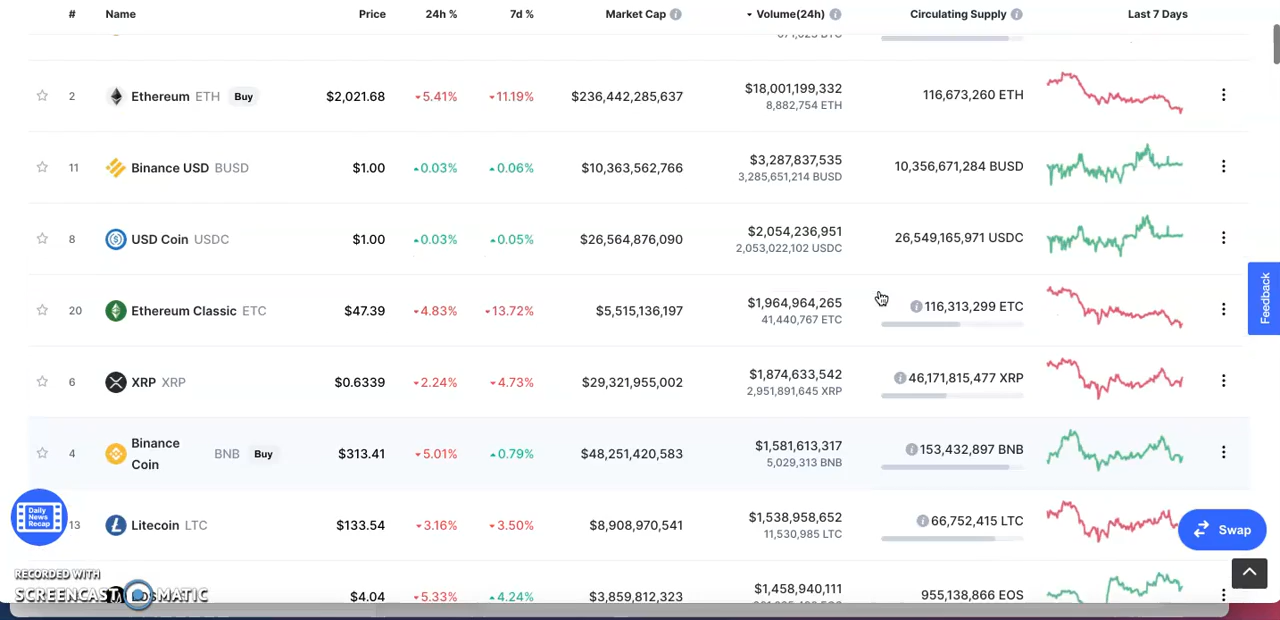 # Name Price 24h % 7d % Market Cap Volume(24h) Circulating Supply Last 7 Days
2 Ethereum ETH Buy $2,021.68 5.41% 11.19% $236,442,285,637 $18,001,199,332 116,673,260 ETH
8,882,754 ETH
11 Binance USD BUSD $1.00 0.03% 0.06% $10,363,562,766 $3,287,837,535 10,356,671,284 BUSD
3,285,651,214 BUSD
8 USD Coin USDC $1.00 0.03% 0.05% $26,564,876,090 $2,054,236,951 26,549,165,971 USDC
2,053,022,102 USDC
Feedback
20 Ethereum Classic ETC $47.39 4.83% 13.72% $5,515,136,197 $1,964,964,265 116,313,299 ETC
41,440,767 ETC
6 XRP XRP $0.6339 2.24% 4.73% $29,321,955,002 $1,874,633,542 46,171,815,477 XRP
2,951,891,645 XRP
4 Binance Coin BNB Buy $313.41 5.01% 0.79% $48,251,420,583 $1,581,613,317 153,432,897 BNB
5,029,313 BNB
Daily
News
Recap
13 Litecoin LTC $133.54 3.16% 3.50% $8,908,970,541 $1,538,958,652 66,752,415 LTC
11,530,985 LTC
Swap
RECORDED WITH
SCREENCAST MATIC
$4.04 5.33% 4.24% $3,859,812,323 $1,458,940,111 955,138,866 EOS